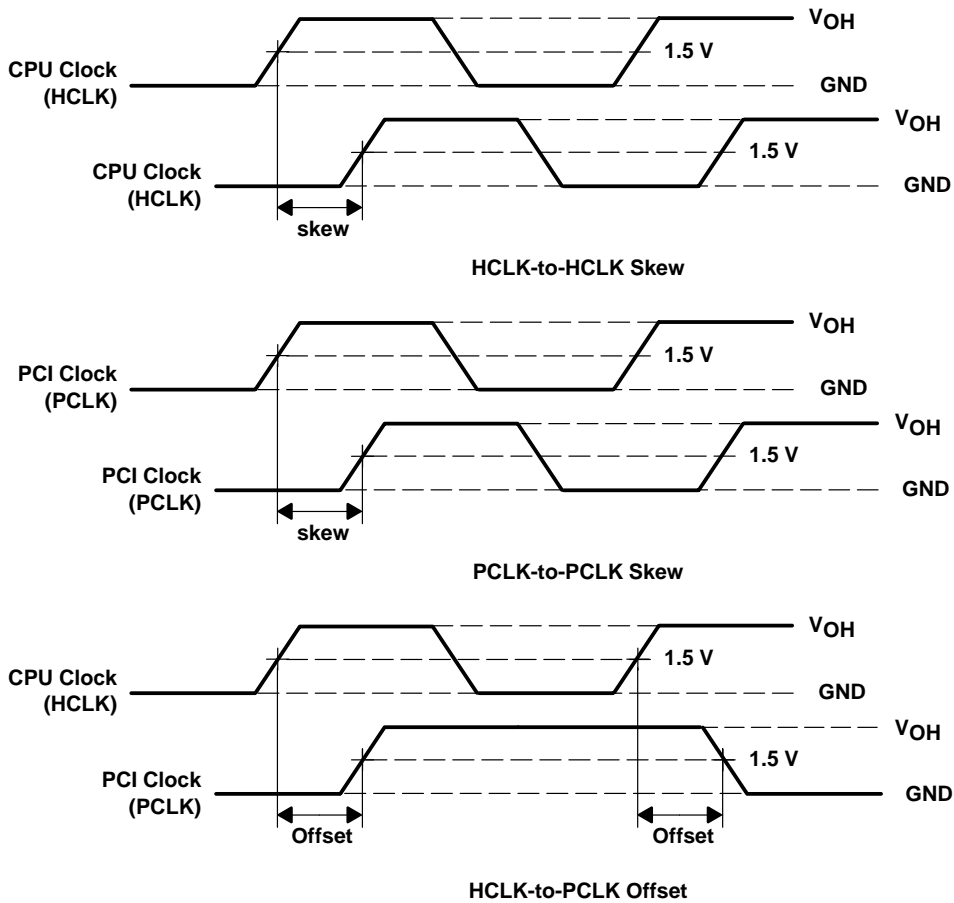 VOH
1.5 V
CPU Clock
(HCLK)
GND
VOH
1.5 V
CPU Clock
(HCLK)
GND
skew
HCLK-to-HCLK Skew
VOH
1.5 V
PCI Clock
(PCLK)
GND
VOH
1.5 V
PCI Clock
(PCLK)
GND
skew
PCLK-to-PCLK Skew
VOH
1.5 V
CPU Clock
(HCLK)
GND
VOH
1.5 V
PCI Clock
(PCLK)
GND
Offset
Offset
HCLK-to-PCLK Offset